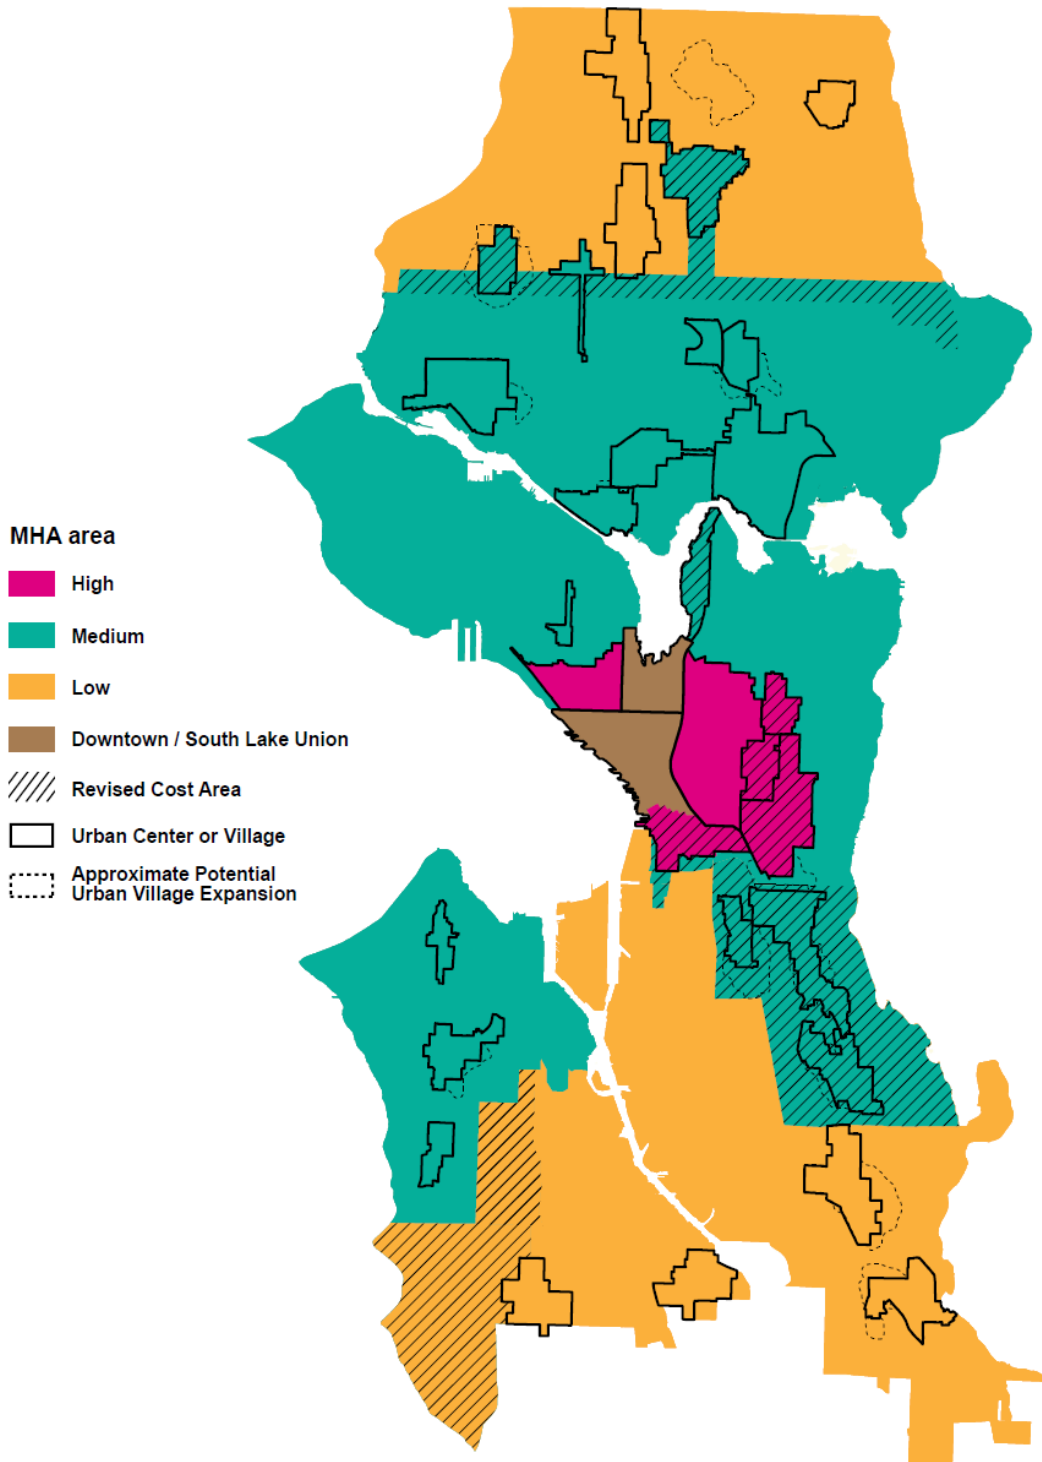 MHA area
High
Medium
Low
Downtown / South Lake Union
Revised Cost Area
Urban Center or Village
Approximate Potential
Urban Village Expansion